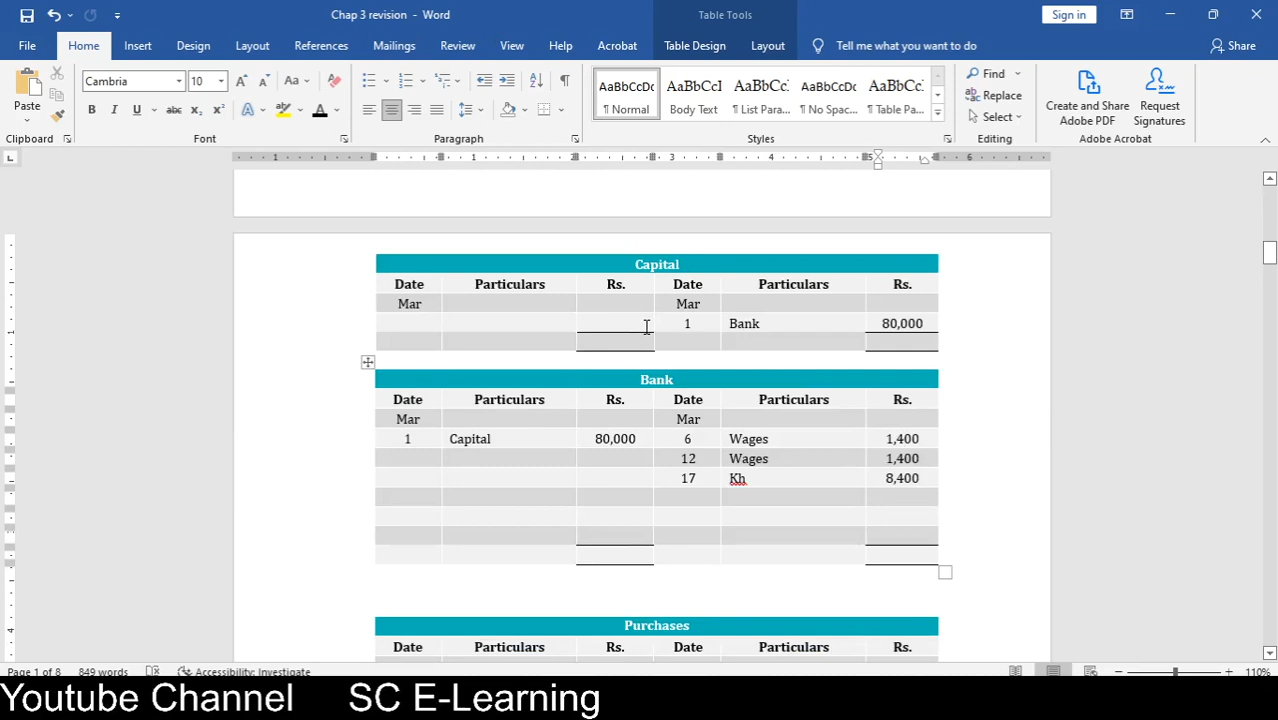 Chap 3 revision - Word
Table Tools
Sign in
File Home Insert Design Layout References Mailings Review View Help Acrobat Table Design Layout Tell me what you want to do Share
Paste
Cambria 10
Clipboard Font Paragraph
AaBbCcDc ¶ Normal
AaBbCcI Body Text
AaBbCc. ¶ List Para...
AaBbCcDc ¶ No Spac...
AaBbCc. ¶ Table Pa...
Styles
Find
Replace
Select
Editing
Create and Share Adobe PDF
Request Signatures
Adobe Acrobat
Capital
Date Particulars Rs. Date Particulars Rs.
Mar Mar
1 Bank 80,000
Bank
Date Particulars Rs. Date Particulars Rs.
Mar Mar
1 Capital 80,000 6 Wages 1,400
12 Wages 1,400
17 Kh 8,400
Purchases
Date Particulars Rs. Date Particulars Rs.
Page 1 of 8 849 words Accessibility: Investigate 110%
Youtube Channel SC E-Learning